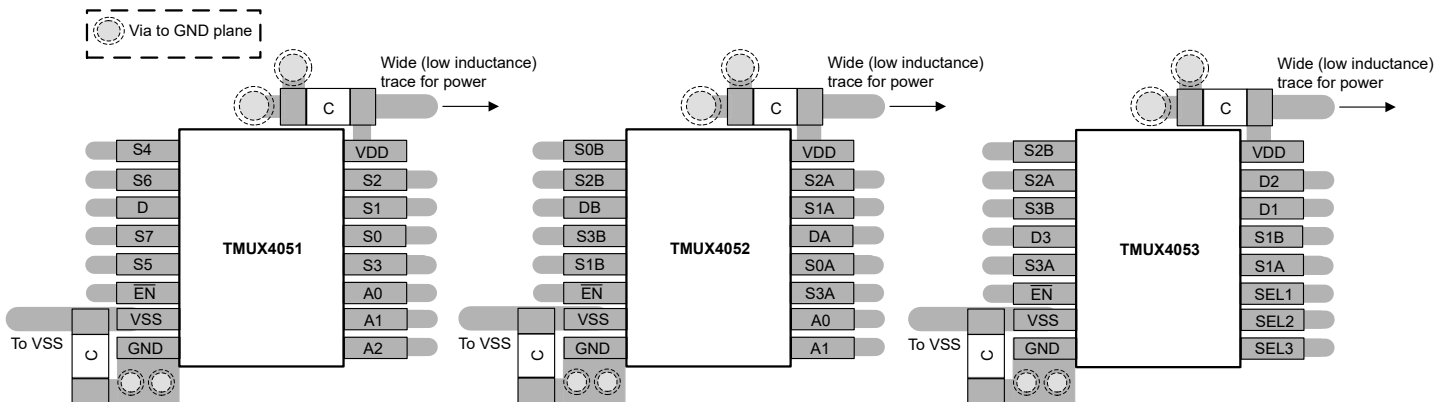 Via to GND plane
Wide (low inductance)
trace for power
C
S4
S6
D
S7
S5
EN
VSS
GND
TMUX4051
VDD
S2
S1
S0
S3
A0
A1
A2
To VSS
C
Wide (low inductance)
trace for power
C
S0B
S2B
DB
S3B
S1B
EN
VSS
GND
TMUX4052
VDD
S2A
S1A
DA
S0A
S3A
A0
A1
To VSS
C
Wide (low inductance)
trace for power
C
S2B
S2A
S3B
D3
S3A
EN
VSS
GND
TMUX4053
VDD
D2
D1
S1B
S1A
SEL1
SEL2
SEL3
To VSS
C